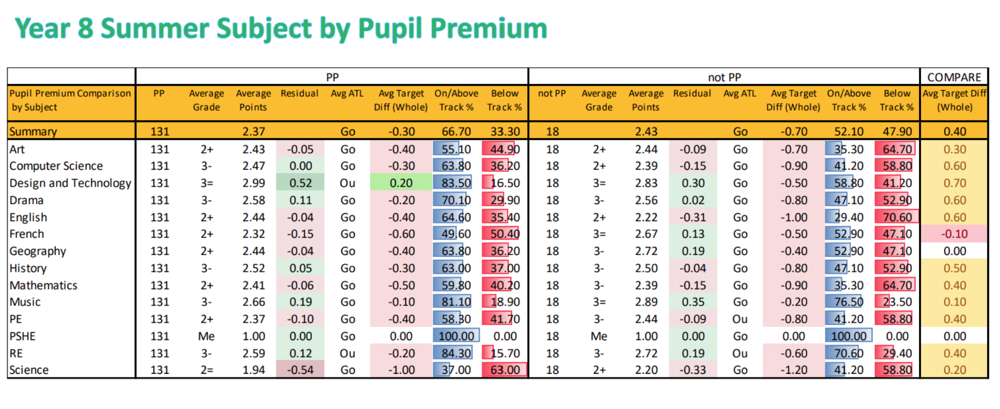 Year 8 Summer Subject by Pupil Premium
PP not PP COMPARE
Pupil Premium Comparison PP Average Average Residual Avg ATL Avg Target On/Above Below not PP Average Average Residual Avg ATL Avg Target On/Above Below Avg Target Diff
by Subject Grade Points Diff (Whole) Track % Track % Grade Points Diff (Whole) Track % Track % (Whole)
Summary 131 2.37 Go -0.30 66.70 33.30 18 2.43 Go -0.70 52.10 47.90 0.40
Art 131 2+ 2.43 -0.05 Go -0.40 55.10 44.90 18 2+ 2.44 -0.09 Go -0.70 35.30 64.70 0.30
Computer Science 131 3- 2.47 0.00 Go -0.30 63.80 36.20 18 2+ 2.39 -0.15 Go -0.90 41.20 58.80 0.60
Design and Technology 131 3= 2.99 0.52 Ou 0.20 83.50 16.50 18 3= 2.83 0.30 Go -0.50 58.80 41.20 0.70
Drama 131 3- 2.58 0.11 Go -0.20 70.10 29.90 18 3- 2.56 0.02 Go -0.80 47.10 52.90 0.60
English 131 2+ 2.44 -0.04 Go -0.40 64.60 35.40 18 2+ 2.22 -0.31 Go -1.00 29.40 70.60 0.60
French 131 2+ 2.32 -0.15 Go -0.60 49.60 50.40 18 3= 2.67 0.13 Go -0.50 52.90 47.10 -0.10
Geography 131 2+ 2.44 -0.04 Go -0.40 63.80 36.20 18 3- 2.72 0.19 Go -0.40 52.90 47.10 0.00
History 131 3- 2.52 0.05 Go -0.30 63.00 37.00 18 3- 2.50 -0.04 Go -0.80 47.10 52.90 0.50
Mathematics 131 2+ 2.41 -0.06 Go -0.50 59.80 40.20 18 3- 2.39 -0.15 Go -0.90 35.30 64.70 0.40
Music 131 3- 2.66 0.19 Go -0.10 81.10 18.90 18 3= 2.89 0.35 Go -0.20 76.50 23.50 0.10
PE 131 2+ 2.37 -0.10 Go -0.40 58.30 41.70 18 3- 2.44 -0.09 Ou -0.80 41.20 58.80 0.40
PSHE 131 Me 1.00 0.00 Go 0.00 100.00 0.00 18 Me 1.00 0.00 Go 0.00 100.00 0.00 0.00
RE 131 3- 2.59 0.12 Ou -0.20 84.30 15.70 18 3- 2.72 0.19 Ou -0.60 70.60 29.40 0.40
Science 131 2= 1.94 -0.54 Go -1.00 37.00 63.00 18 2+ 2.20 -0.33 Go -1.20 41.20 58.80 0.20